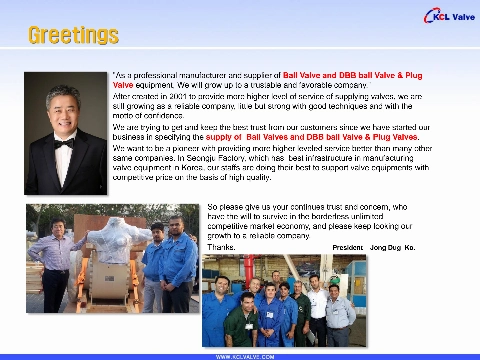 KCL Valve
Greetings
"As a professional manufacturer and supplier of Ball Valve and DBB ball Valve & Plug
Valve equipment, We will grow up to a trustable and favorable company."
After created in 2001 to provide more higher level of service of supplying valves, we are
still growing as a reliable company, little but strong with good techniques and with the
motto of confidence.
We are trying to get and keep the best trust from our customers since we have started our
business in specifying the supply of Ball Valves and DBB ball Valve & Plug Valves.
We want to be a pioneer with providing more higher leveled service better than many other
same companies. In Seongju Factory, which has best infrastructure in manufacturing
valve equipment in Korea, our staffs are doing their best to support valve equipments with
competitive price on the basis of high quality.
So please give us your continues trust and concern, who
have the will to survive in the borderless unlimited
competitive market economy, and please keep looking our
growth to a reliable company.
Thanks. President Jong Dug Ko.
WWW.KCLVALVE.COM